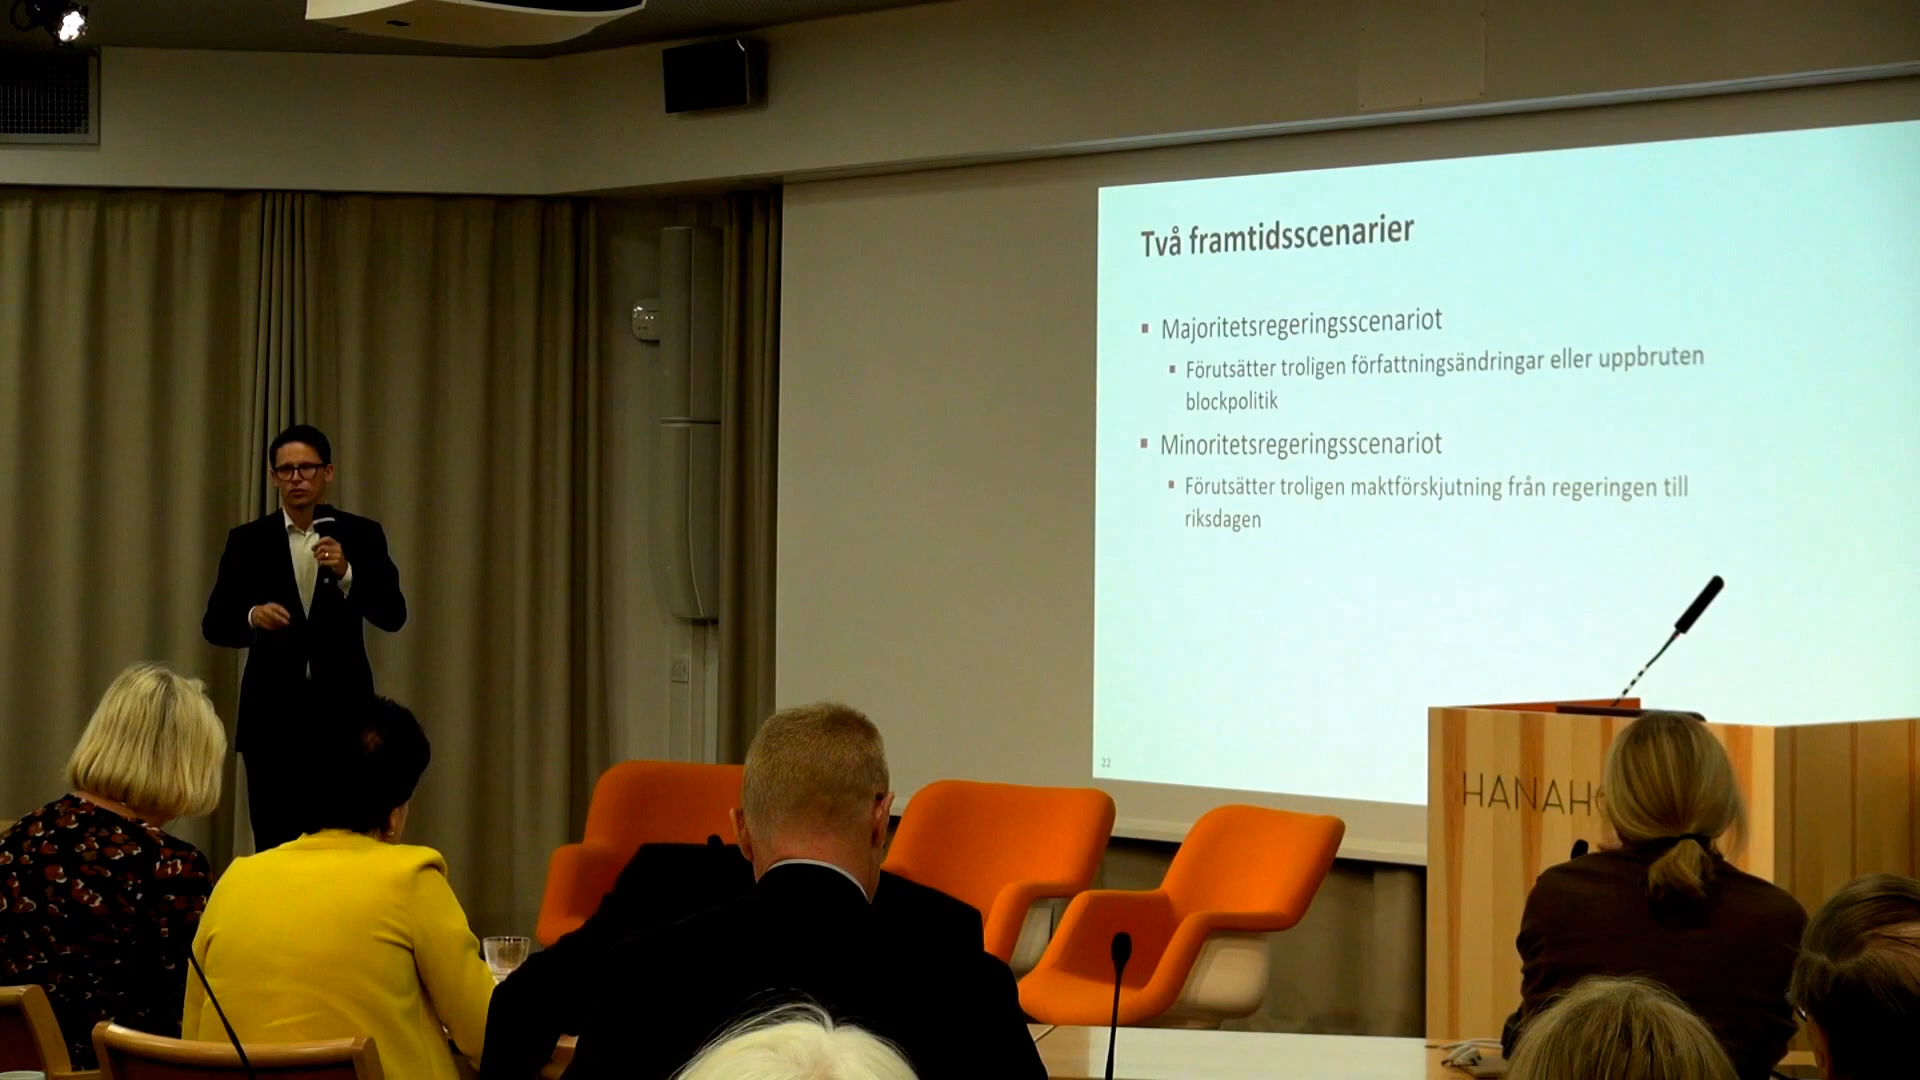 Två framtidsscenarier
Majoritetsregeringsscenariot
Förutsätter troligen författningsändringar eller uppbruten
blockpolitik
Minoritetsregeringsscenariot
Förutsätter troligen maktförskjutning från regeringen till
riksdagen
22
HANAH